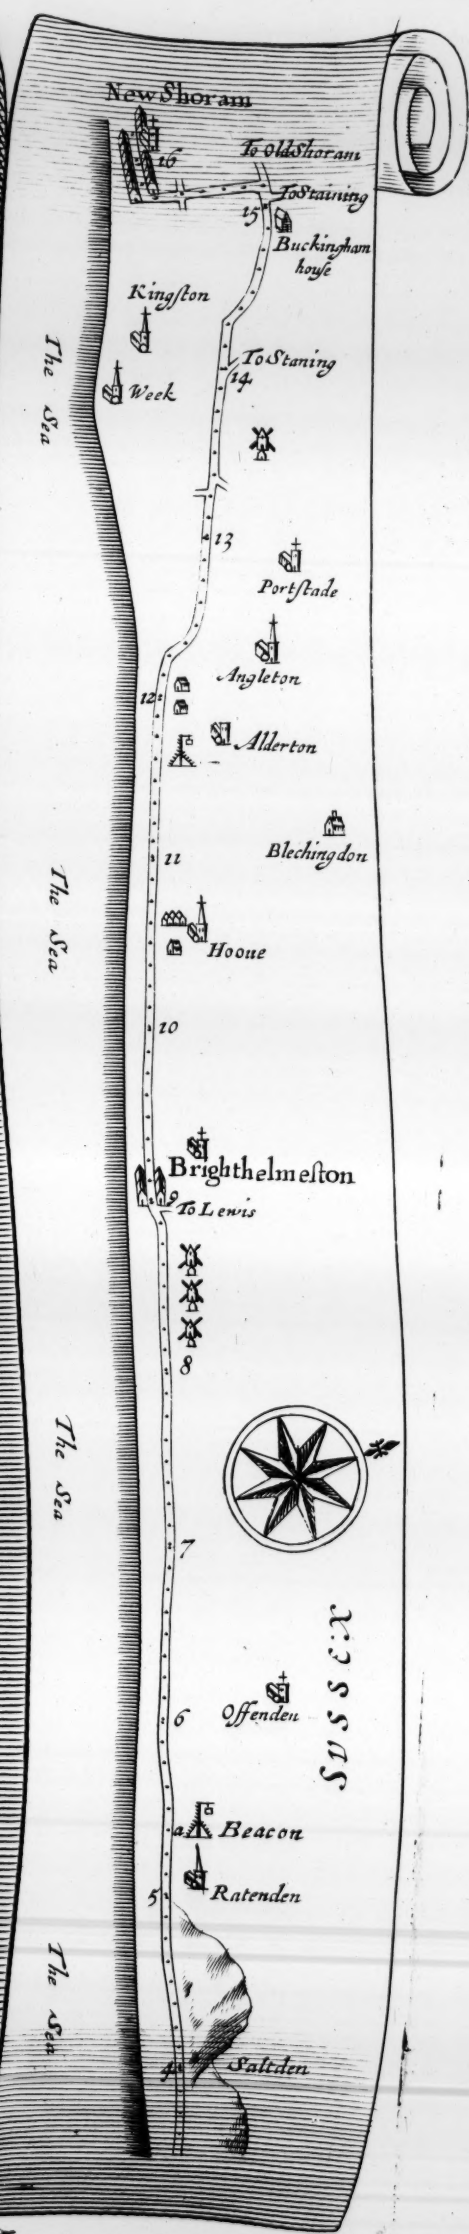 New Shoram
16
To Old Shoram
To Staining
15
Buckingham
houſe
Kingſton
The Sea
To Staning
14
Week
13
Portſlade
Angleton
12
Alderton
Blechingdon
11
The Sea
Hooue
10
Brighthelmeſton
9
To Lewis
8
The Sea
7
SUSSEX
Offenden
6
a Beacon
5
Ratenden
The Sea
4
Saltden